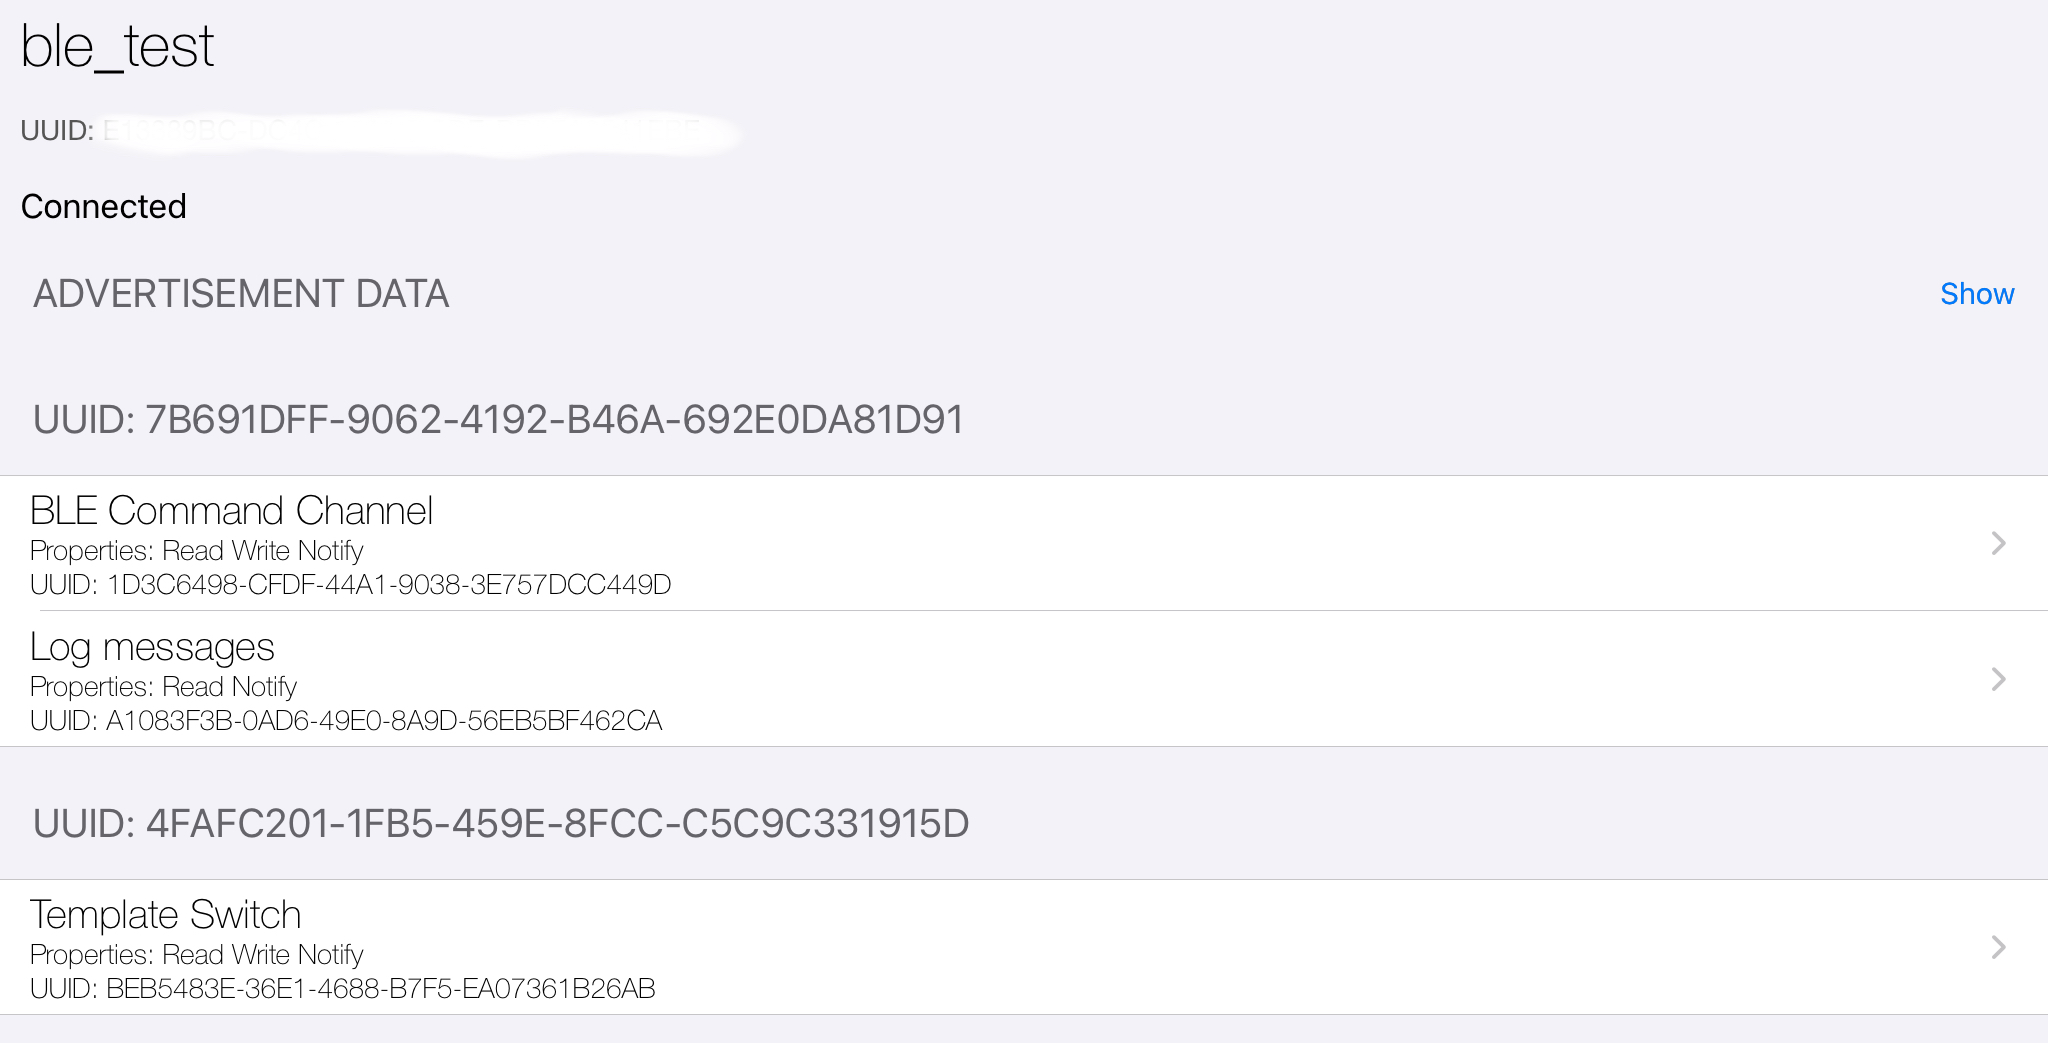 ble_test
UUID:
Connected
ADVERTISEMENT DATA
Show
UUID: 7B691DFF-9062-4192-B46A-692E0DA81D91
BLE Command Channel
Properties: Read Write Notify
UUID: 1D3C6498-CFDF-44A1-9038-3E757DCC449D
Log messages
Properties: Read Notify
UUID: A1083F3B-0AD6-49E0-8A9D-56EB5BF462CA
UUID: 4FAFC201-1FB5-459E-8FCC-C5C9C331915D
Template Switch
Properties: Read Write Notify
UUID: BEB5483E-36E1-4688-B7F5-EA07361B26AB